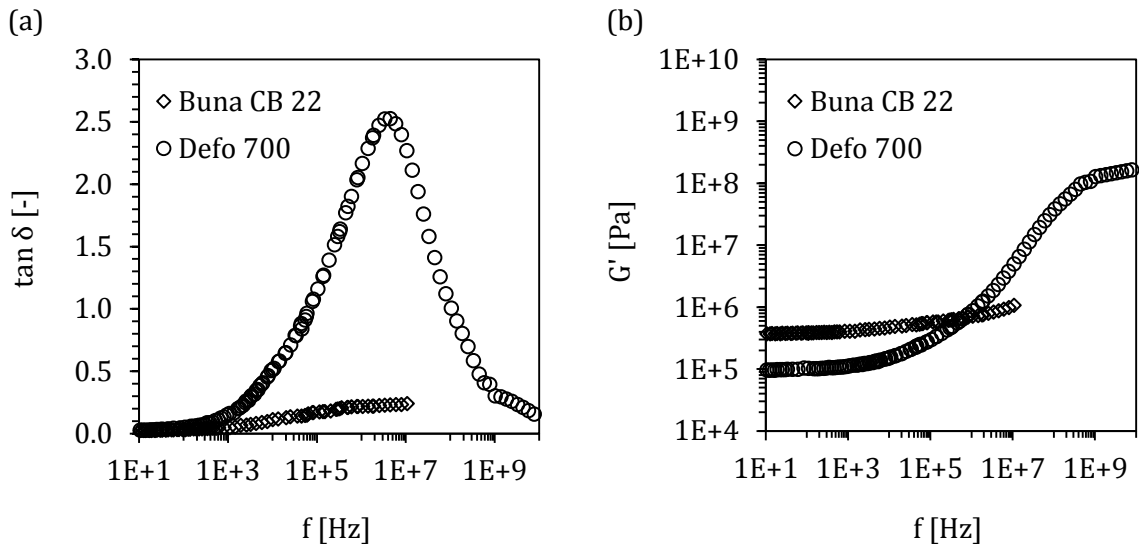 (a)
3.0
2.5
2.0
1.5
1.0
0.5
0.0
tan δ [-]
Buna CB 22
Defo 700
1E+1 1E+3 1E+5 1E+7 1E+9
f [Hz]
(b)
1E+10
1E+9
1E+8
1E+7
1E+6
1E+5
1E+4
G' [Pa]
Buna CB 22
Defo 700
1E+1 1E+3 1E+5 1E+7 1E+9
f [Hz]